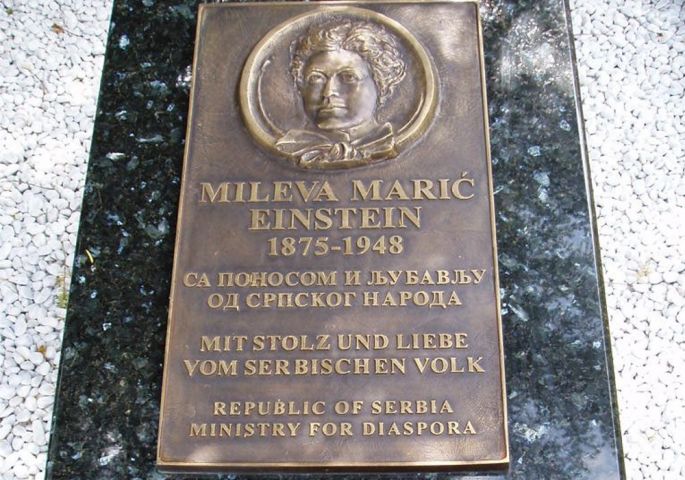 MILEVA MARIĆ
EINSTEIN
1875-1948
СА ПОНОСОМ И ЉУБАВЉУ
ОД СРПСКОГ НАРОДА
MIT STOLZ UND LIEBE
VOM SERBISCHEN VOLK
REPUBLIC OF SERBIA
MINISTRY FOR DIASPORA